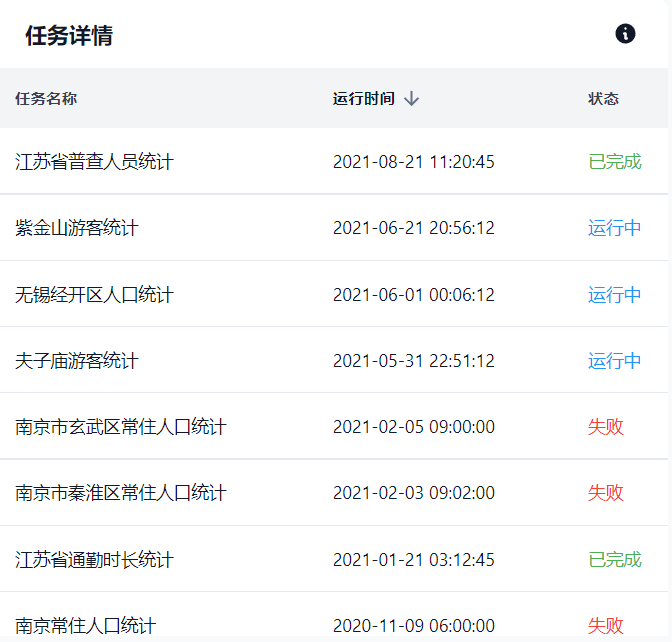 任务详情
任务名称 运行时间 状态
江苏省普查人员统计 2021-08-21 11:20:45 已完成
紫金山游客统计 2021-06-21 20:56:12 运行中
无锡经开区人口统计 2021-06-01 00:06:12 运行中
夫子庙游客统计 2021-05-31 22:51:12 运行中
南京市玄武区常住人口统计 2021-02-05 09:00:00 失败
南京市秦淮区常住人口统计 2021-02-03 09:02:00 失败
江苏省通勤时长统计 2021-01-21 03:12:45 已完成
南京常住人口统计 2020-11-09 06:00:00 失败